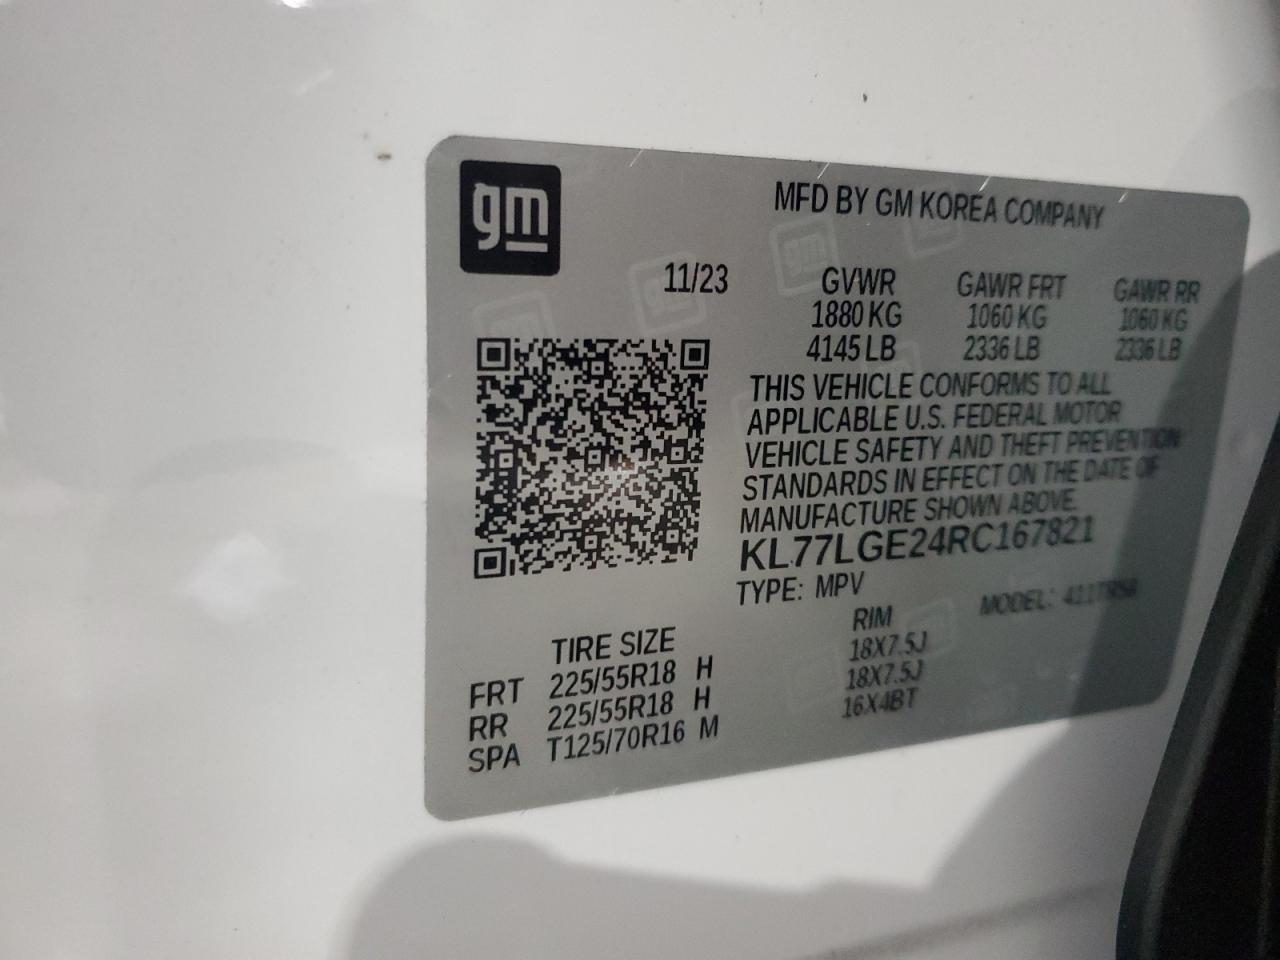 gm
MFD BY GM KOREA COMPANY
11/23 GVWR GAWR FRT GAWR RR
1880 KG 1060 KG 1060 KG
4145 LB 2336 LB 2336 LB
THIS VEHICLE CONFORMS TO ALL
APPLICABLE U.S. FEDERAL MOTOR
VEHICLE SAFETY AND THEFT PREVENTION
STANDARDS IN EFFECT ON THE DATE OF
MANUFACTURE SHOWN ABOVE.
KL77LGE24RC167821
TYPE: MPV MODEL:
TIRE SIZE RIM
FRT 225/55R18 H 18X7.5J
RR 225/55R18 H 18X7.5J
SPA T125/70R16 M 16X4BT